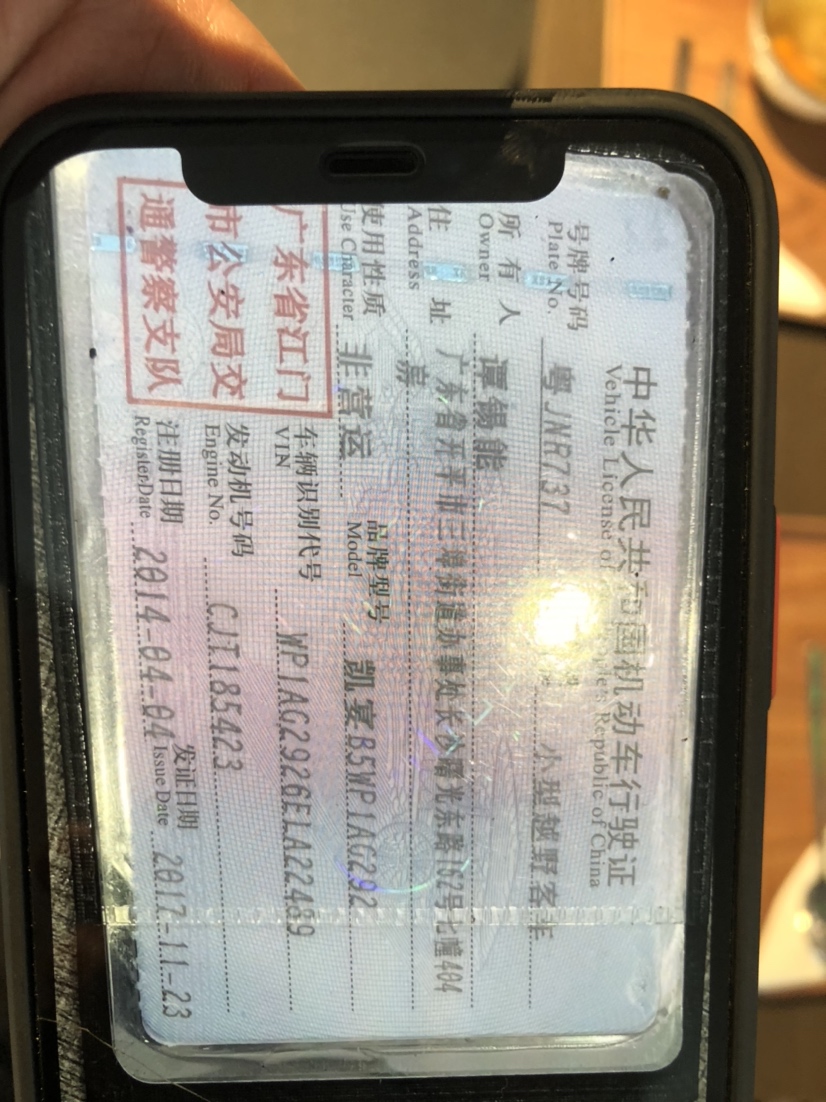 中华人民共和国机动车行驶证
Vehicle License of People's Republic of China
号牌号码 粤JNR737 小型越野客车
Plate No.
所有人 谭锡能
Owner
住址 广东省开平市三埠街道办事处长沙曙光东路162号七幢404
Address 房
使用性质 非营运 品牌型号 凯宴B5WP1AG292
Use Character Model
广东省江门
市公安局交
通警察支队
车辆识别代号 WP1AG2926ELA22489
VIN
发动机号码 CJT185423
Engine No.
注册日期 2014-04-04 发证日期 2017-11-23
Register Date Issue Date